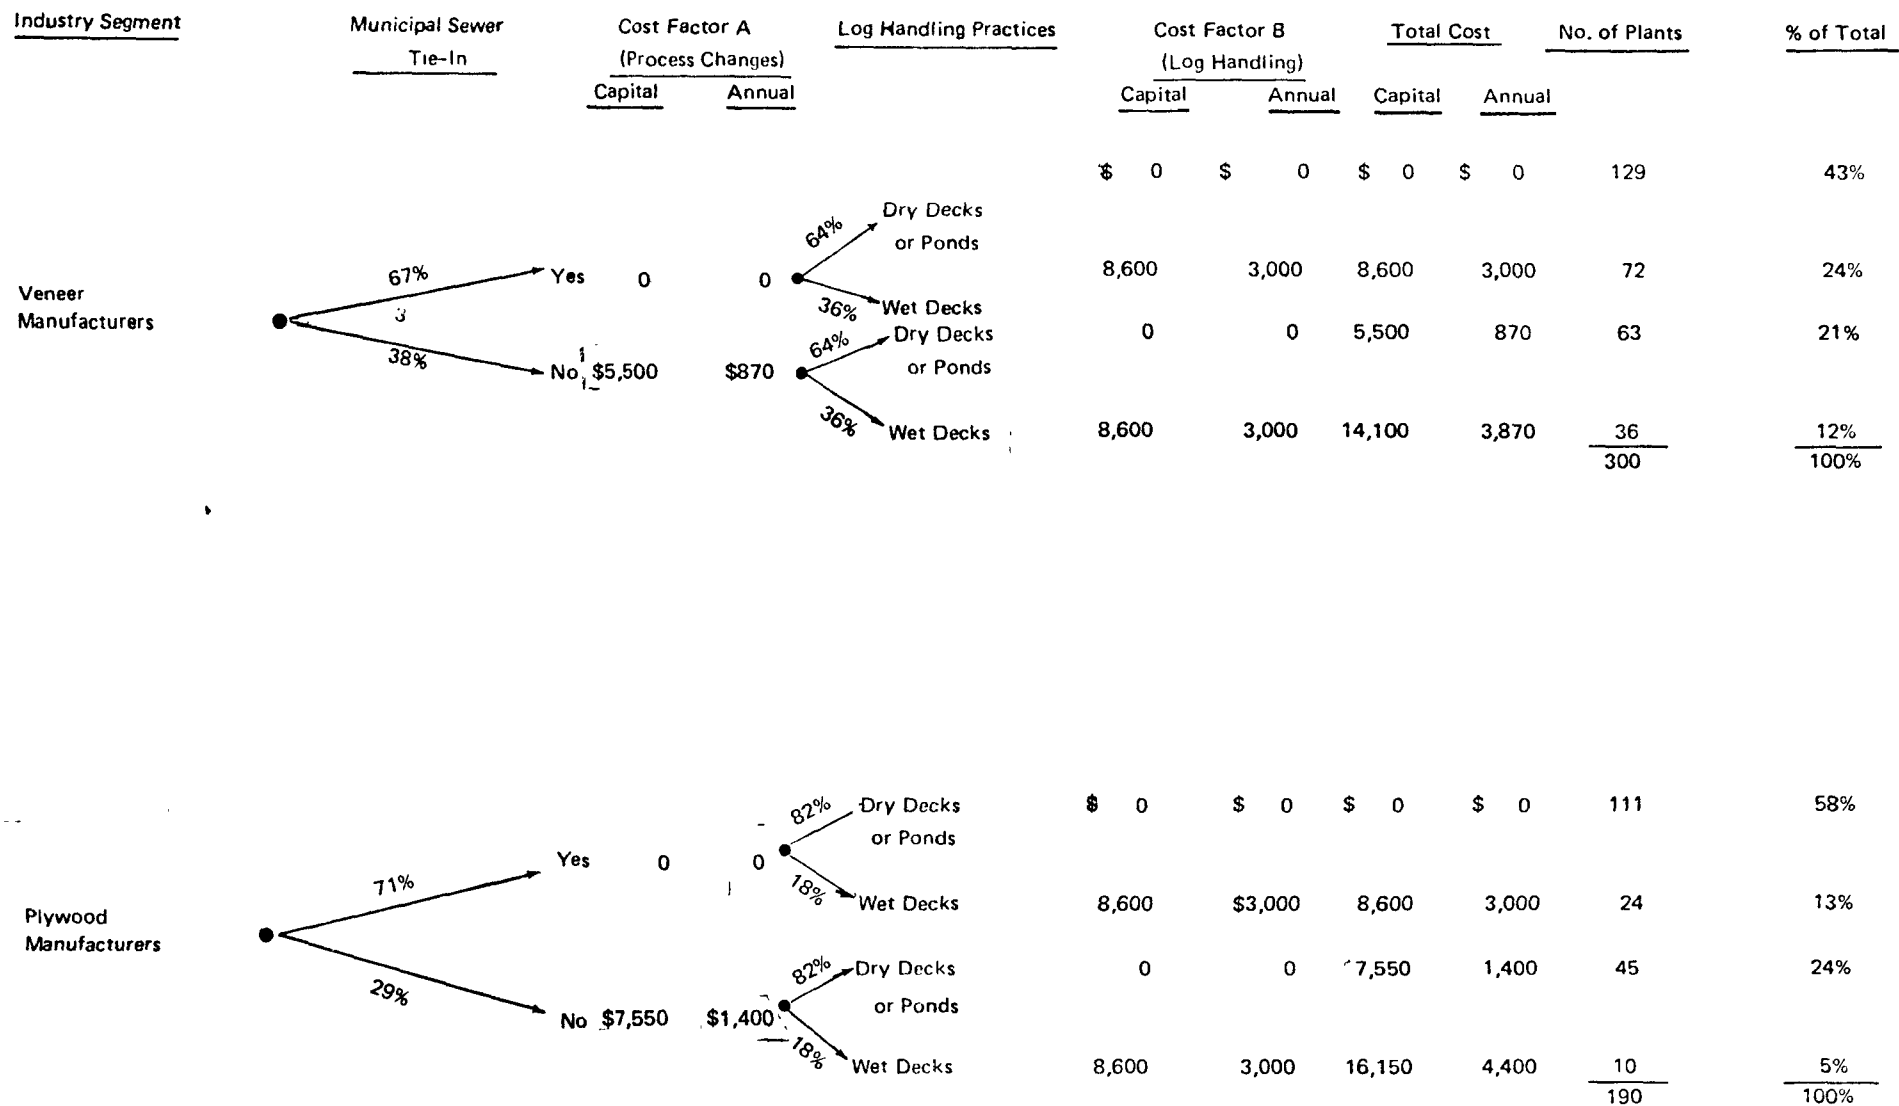 Industry Segment Municipal Sewer Cost Factor A Log Handling Practices Cost Factor B Total Cost No. of Plants % of Total
Tie-In (Process Changes) (Log Handling)
Capital Annual Capital Annual Capital Annual
$ 0 $ 0 $ 0 $ 0 129 43%
64% Dry Decks
or Ponds
67% Yes 0 0 8,600 3,000 8,600 3,000 72 24%
Veneer
Manufacturers
36% Wet Decks
3
64% Dry Decks 0 0 5,500 870 63 21%
or Ponds
38% No $5,500 $870
36% Wet Decks 8,600 3,000 14,100 3,870 36 12%
300 100%
82% Dry Decks $ 0 $ 0 $ 0 $ 0 111 58%
or Ponds
Yes 0 0
71%
18% Wet Decks 8,600 $3,000 8,600 3,000 24 13%
Plywood
Manufacturers
82% Dry Decks 0 0 7,550 1,400 45 24%
29% or Ponds
No $7,550 $1,400
18% Wet Decks 8,600 3,000 16,150 4,400 10 5%
190 100%